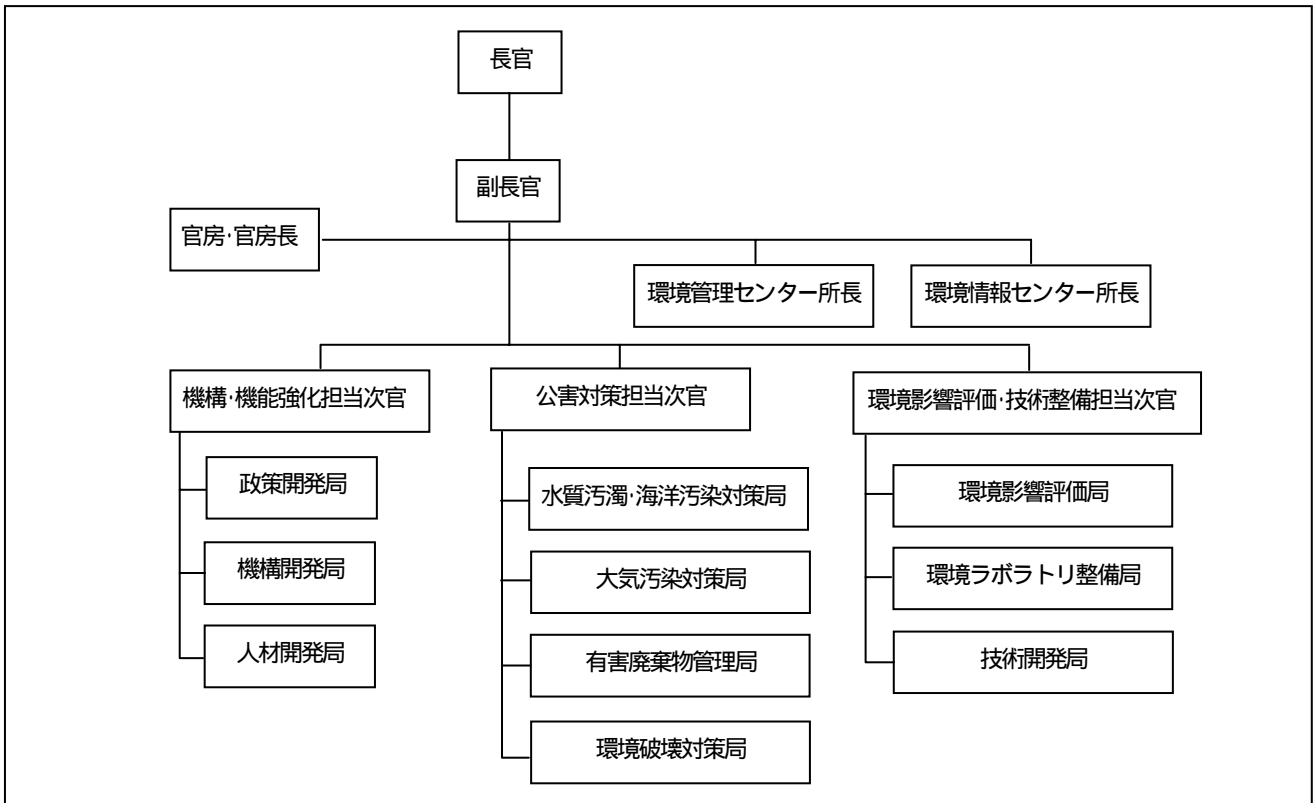 長官
副長官
官房･官房長
環境管理センター所長
環境情報センター所長
機構･機能強化担当次官
公害対策担当次官
環境影響評価･技術整備担当次官
政策開発局
機構開発局
人材開発局
水質汚濁･海洋汚染対策局
大気汚染対策局
有害廃棄物管理局
環境破壊対策局
環境影響評価局
環境ラボラトリ整備局
技術開発局